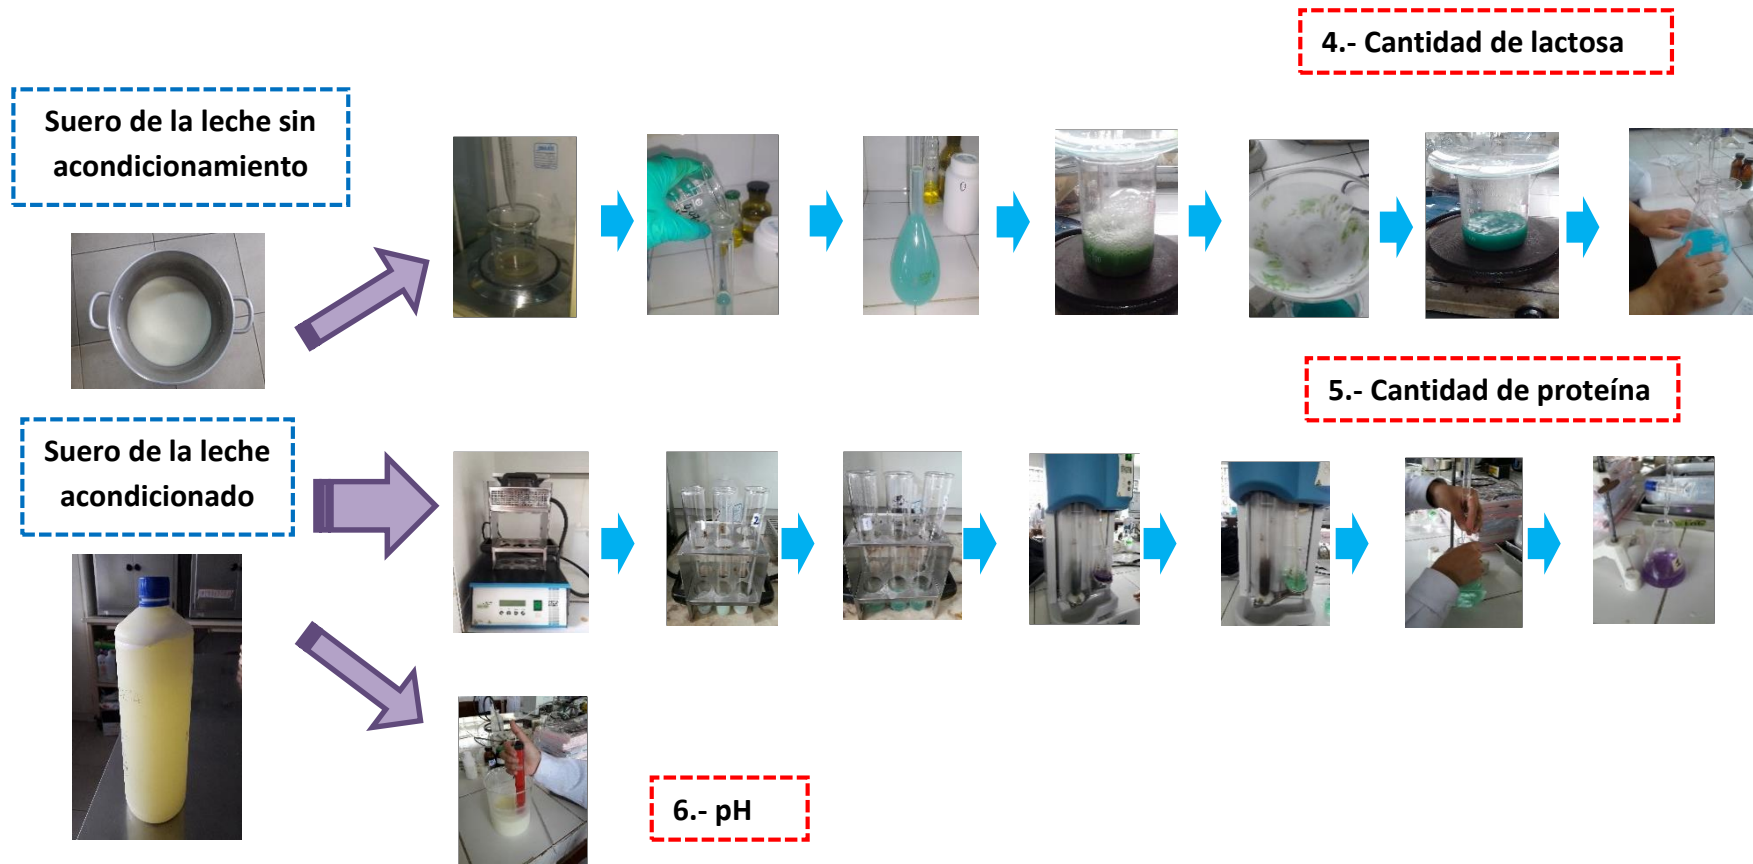 4.- Cantidad de lactosa
Suero de la leche sin
acondicionamiento
5.- Cantidad de proteína
Suero de la leche
acondicionado
6.- pH